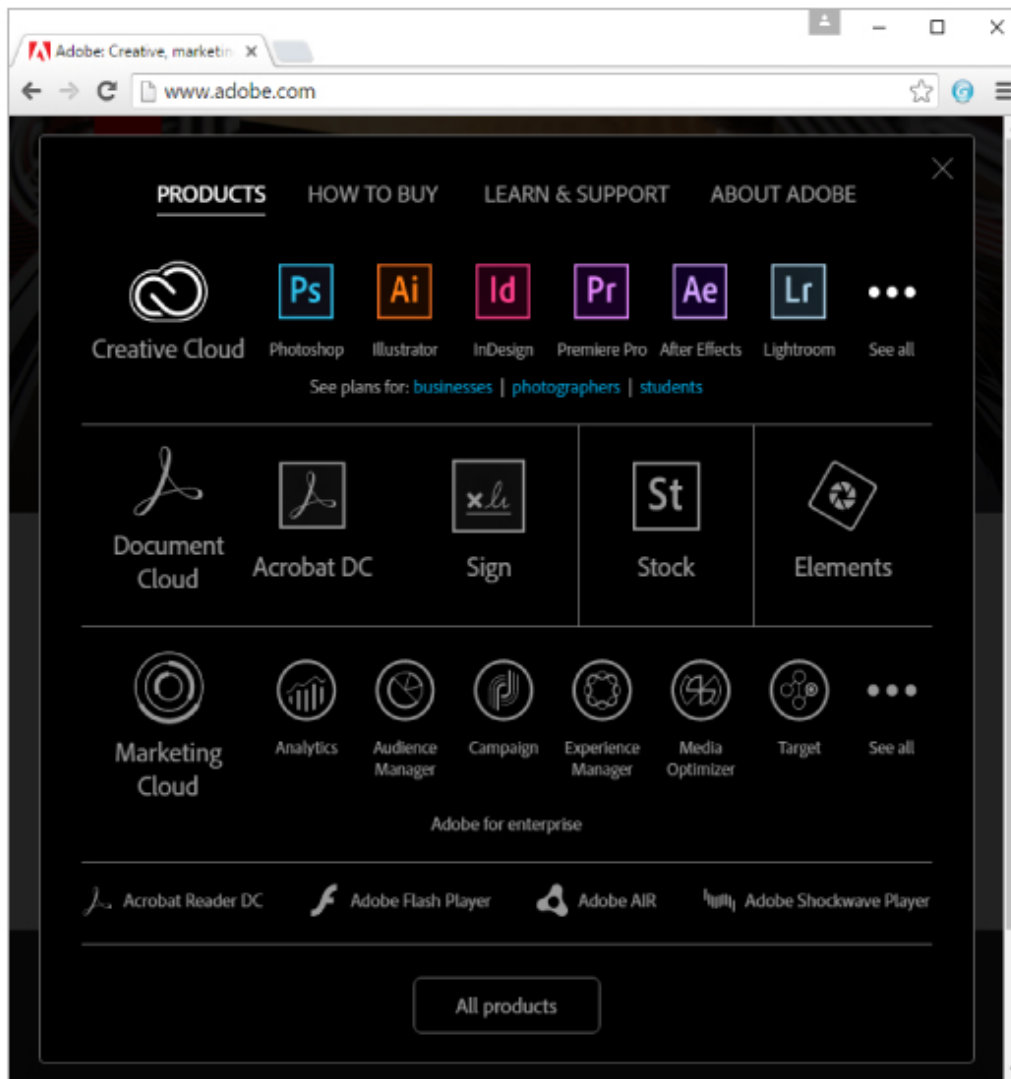 Adobe: Creative, marketin
www.adobe.com
PRODUCTS HOW TO BUY LEARN & SUPPORT ABOUT ADOBE
Ps Ai Id Pr Ae Lr
Creative Cloud Photoshop Illustrator InDesign Premiere Pro After Effects Lightroom See all
See plans for: businesses | photographers | students
St
Document
Cloud Acrobat DC Sign Stock Elements
Marketing
Cloud
Analytics Audience Campaign Experience Media Target See all
Manager Manager Optimizer
Adobe for enterprise
Acrobat Reader DC Adobe Flash Player Adobe AIR Adobe Shockwave Player
All products